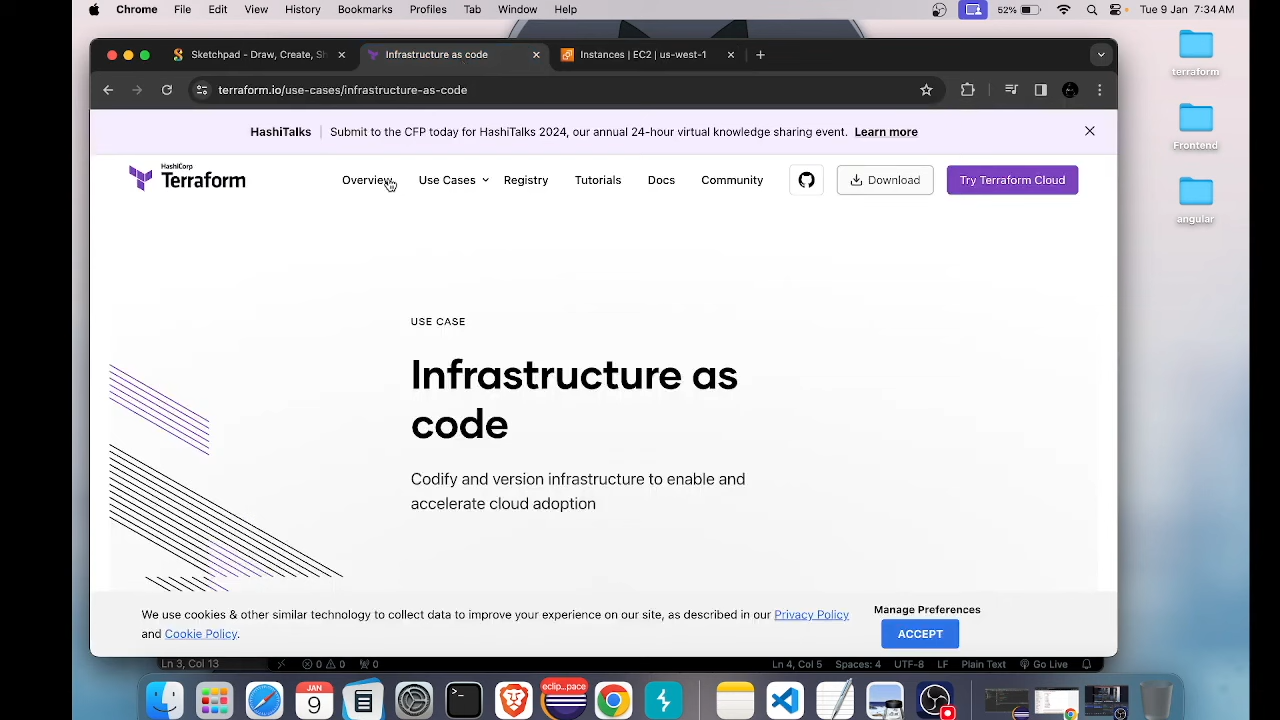 Chrome File Edit View History Bookmarks Profiles Tab Window Help 52% Tue 9 Jan 7:34 AM
Sketchpad - Draw, Create, Sh
Infrastructure as code
Instances | EC2 | us-west-1
terraform.io/use-cases/infrastructure-as-code
HashiTalks Submit to the CFP today for HashiTalks 2024, our annual 24-hour virtual knowledge sharing event. Learn more
HashiCorp
Terraform
Overview Use Cases Registry Tutorials Docs Community Download Try Terraform Cloud
USE CASE
Infrastructure as
code
Codify and version infrastructure to enable and
accelerate cloud adoption
We use cookies & other similar technology to collect data to improve your experience on our site, as described in our Privacy Policy
and Cookie Policy.
Manage Preferences
ACCEPT
Ln 3, Col 13 0 0 0 Ln 4, Col 5 Spaces: 4 UTF-8 LF Plain Text Go Live
terraform
Frontend
angular
JAN
9